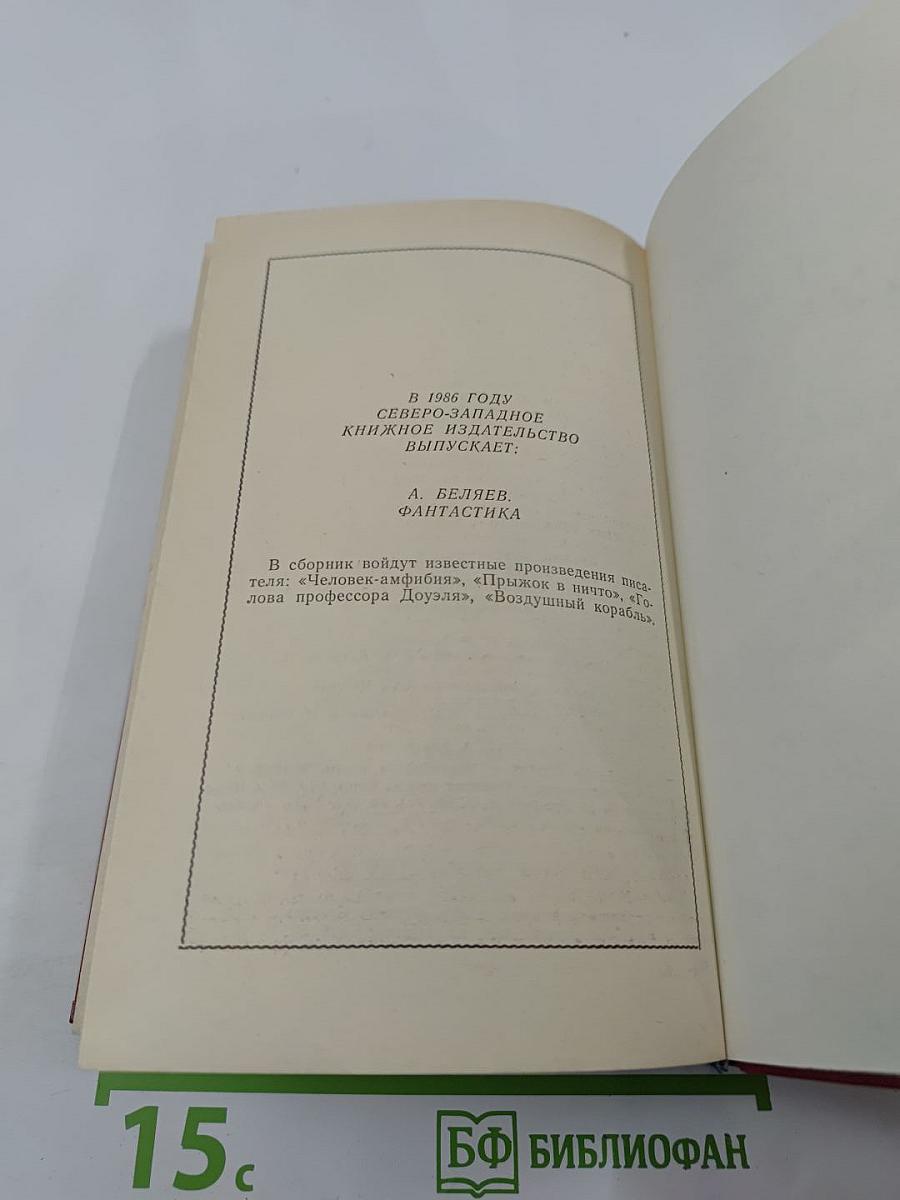 В 1986 ГОДУ
СЕВЕРО-ЗАПАДНОЕ
КНИЖНОЕ ИЗДАТЕЛЬСТВО
ВЫПУСКАЕТ:
А. БЕЛЯЕВ.
ФАНТАСТИКА
В сборник войдут известные произведения писа-
теля: «Человек-амфибия», «Прыжок в ничто», «Го-
лова профессора Доуэля», «Воздушный корабль».
15 с
БФ БИБЛИОФАН